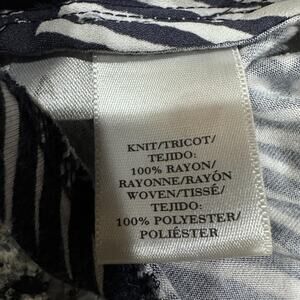 KNIT/TRICOT/
TEJIDO:
100% RAYON/
RAYONNE/RAYÓN
WOVEN/TISSÉ/
TEJIDO:
100% POLYESTER/
POLIÉSTER